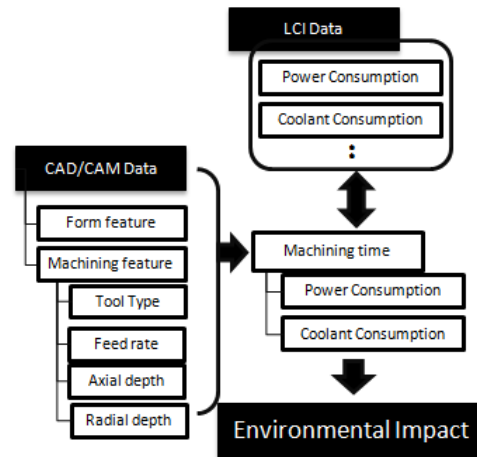 LCI Data
Power Consumption
Coolant Consumption
:
CAD/CAM Data
Form feature
Machining feature
Tool Type
Feed rate
Axial depth
Radial depth
Machining time
Power Consumption
Coolant Consumption
Environmental Impact